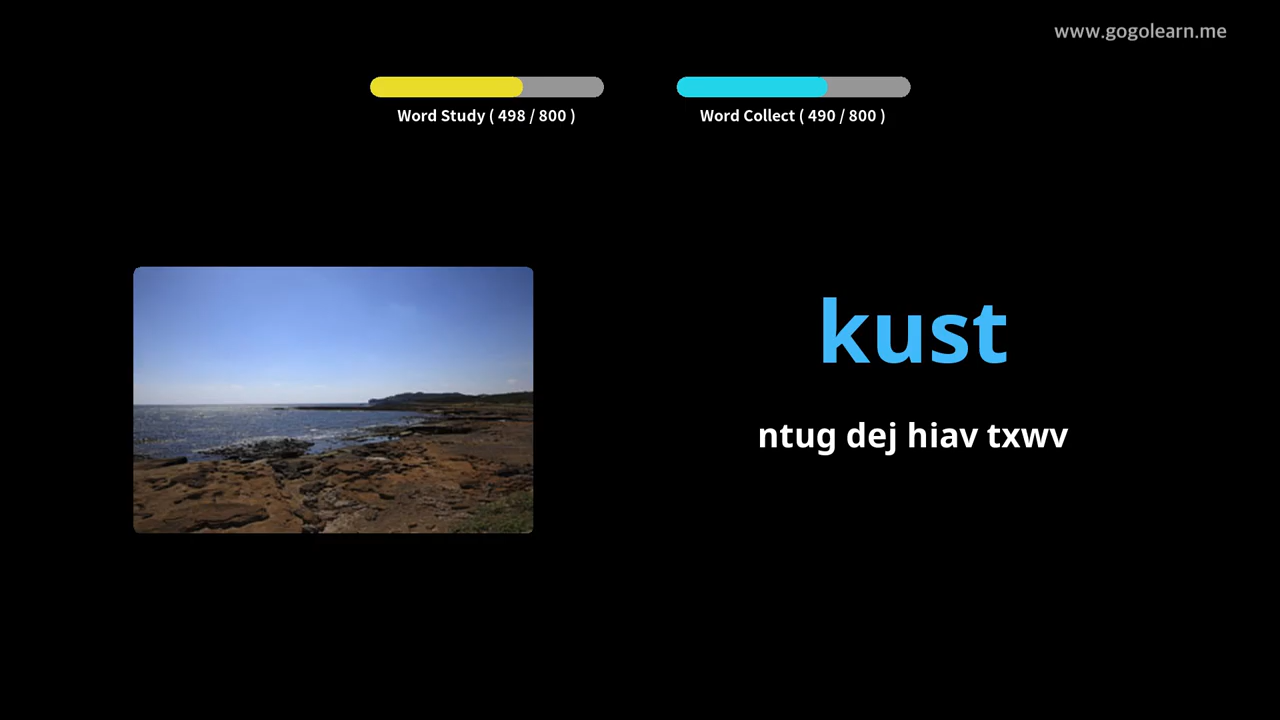 www.gogolearn.me
Word Study ( 498 / 800 )
Word Collect ( 490 / 800 )
kust
ntug dej hiav txwv